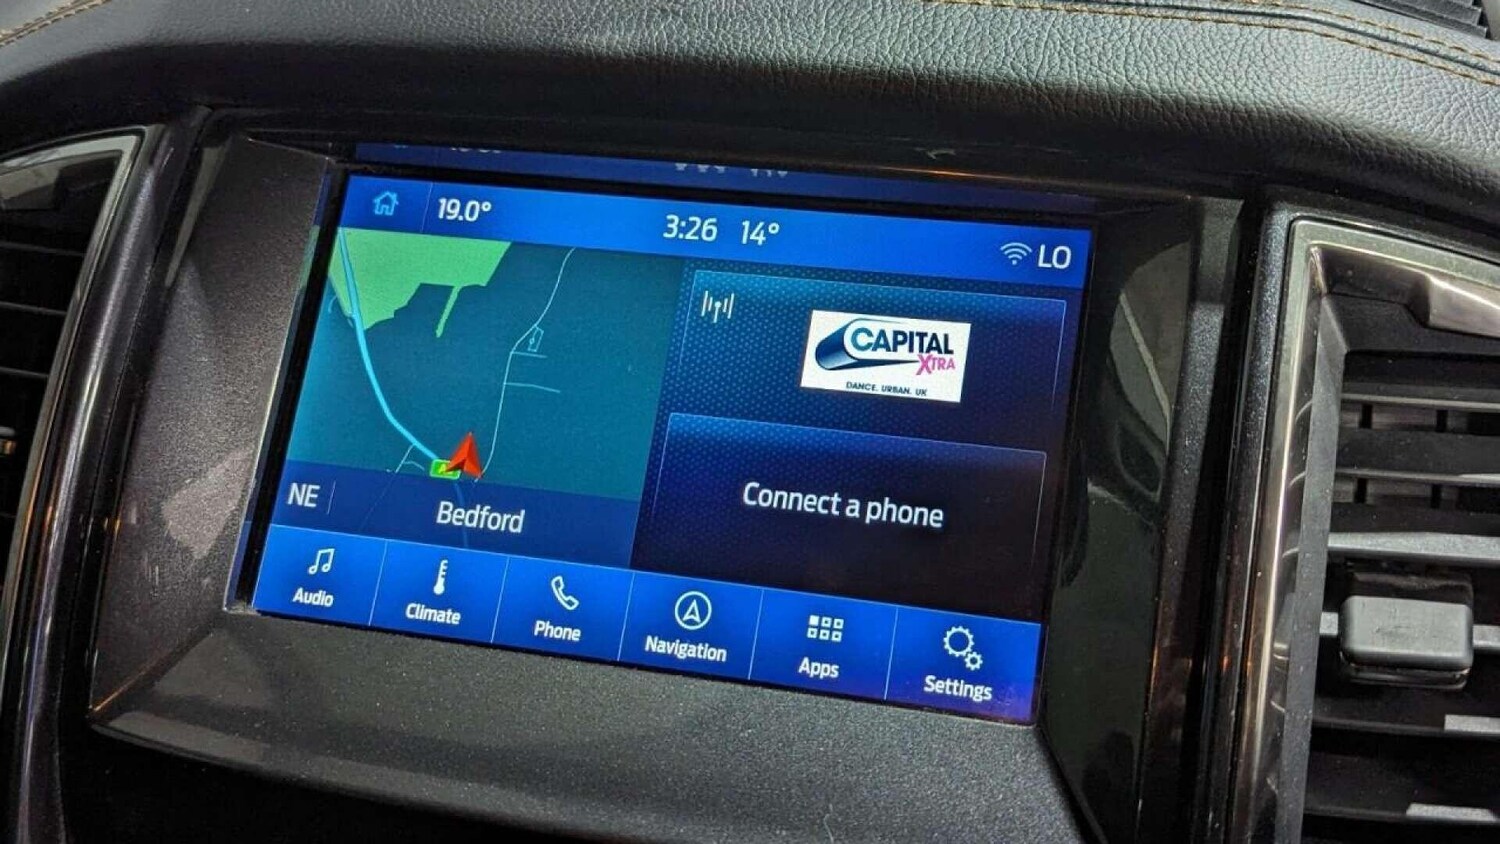 19.0°
3:26 14°
LO
CAPITAL
XTRA
DANCE. URBAN. UK
Connect a phone
NE
Bedford
Audio
Climate
Phone
Navigation
Apps
Settings